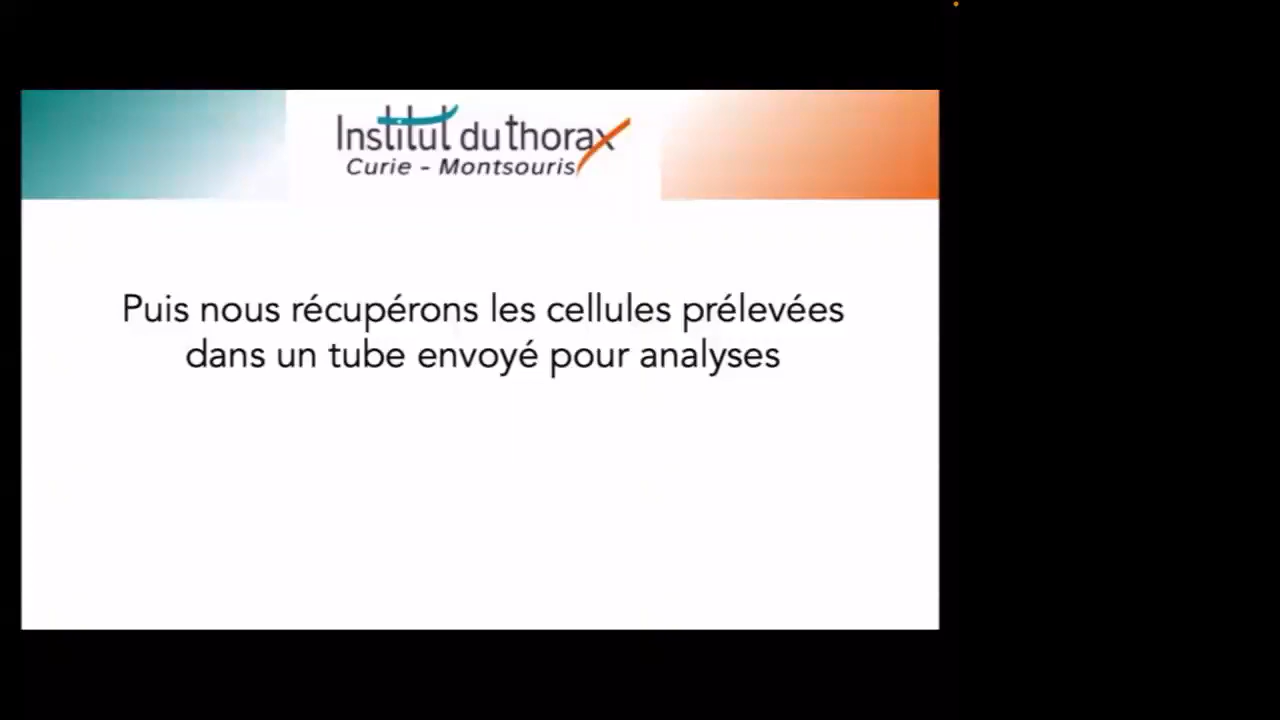 Institut du thorax
Curie - Montsouris
Puis nous récupérons les cellules prélevées
dans un tube envoyé pour analyses